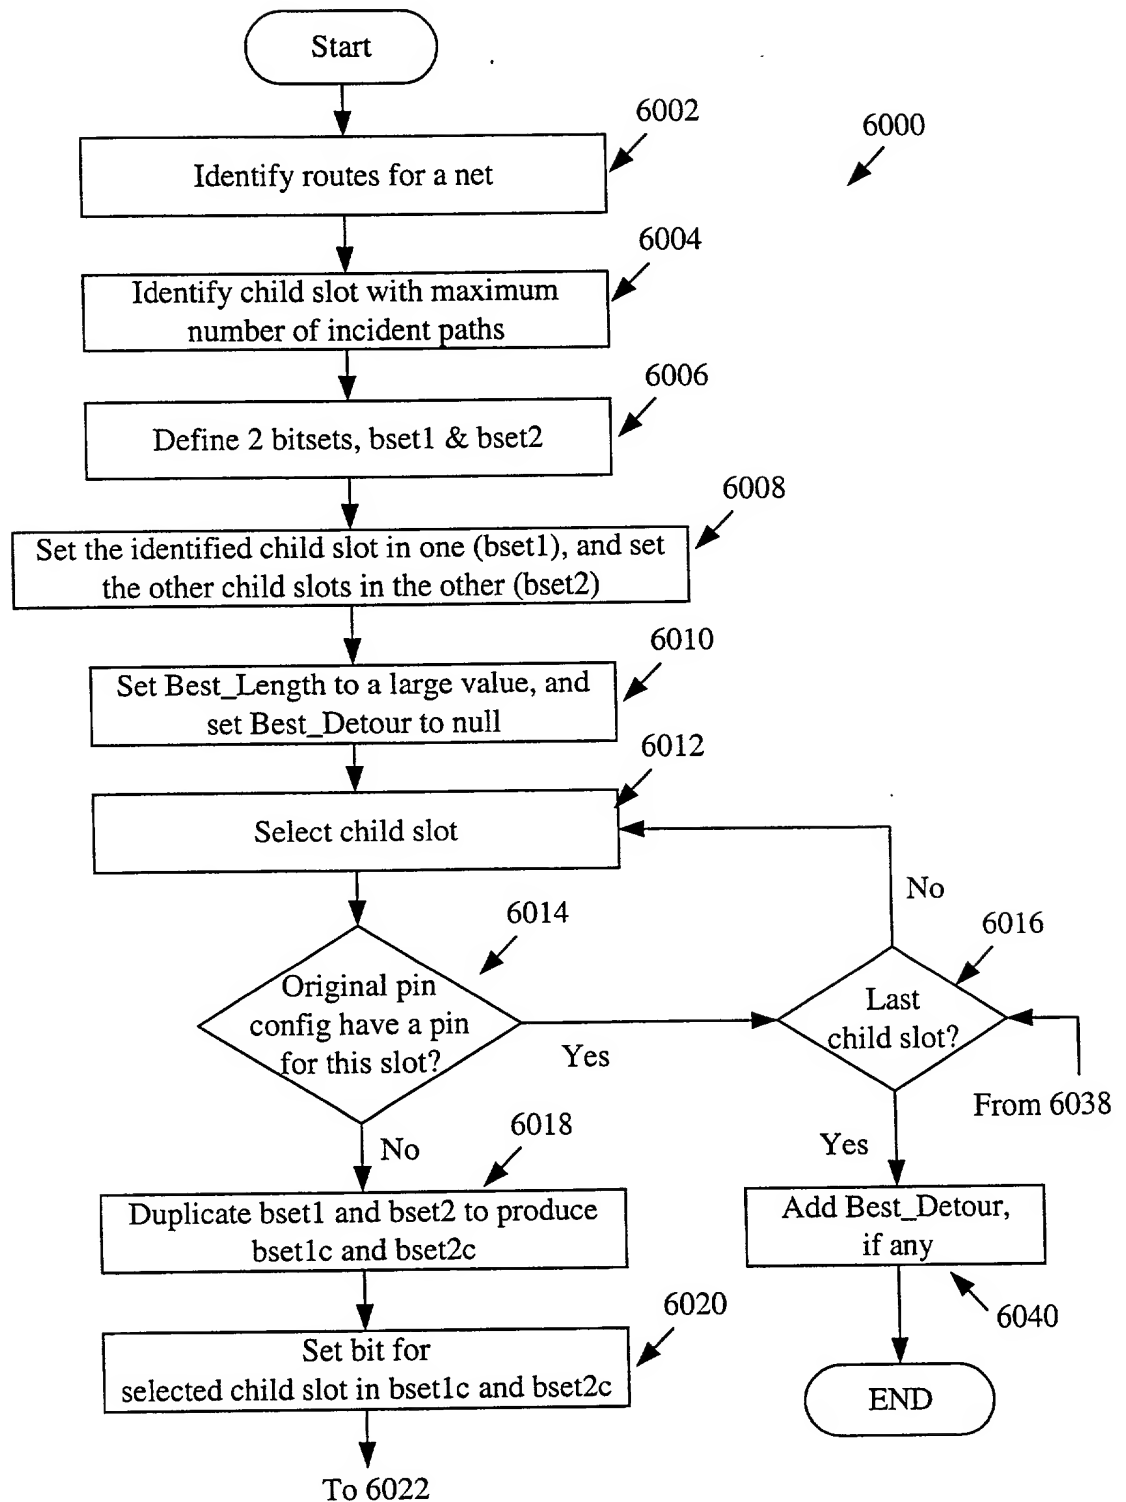 Start
6002
6000
Identify routes for a net
6004
Identify child slot with maximum
number of incident paths
6006
Define 2 bitsets, bset1 & bset2
6008
Set the identified child slot in one (bset1), and set
the other child slots in the other (bset2)
6010
Set Best_Length to a large value, and
set Best_Detour to null
6012
Select child slot
No
6014
6016
Original pin
config have a pin
for this slot?
Last
child slot?
Yes
From 6038
No
6018
Yes
Duplicate bset1 and bset2 to produce
bset1c and bset2c
Add Best_Detour,
if any
6020
6040
Set bit for
selected child slot in bset1c and bset2c
END
To 6022